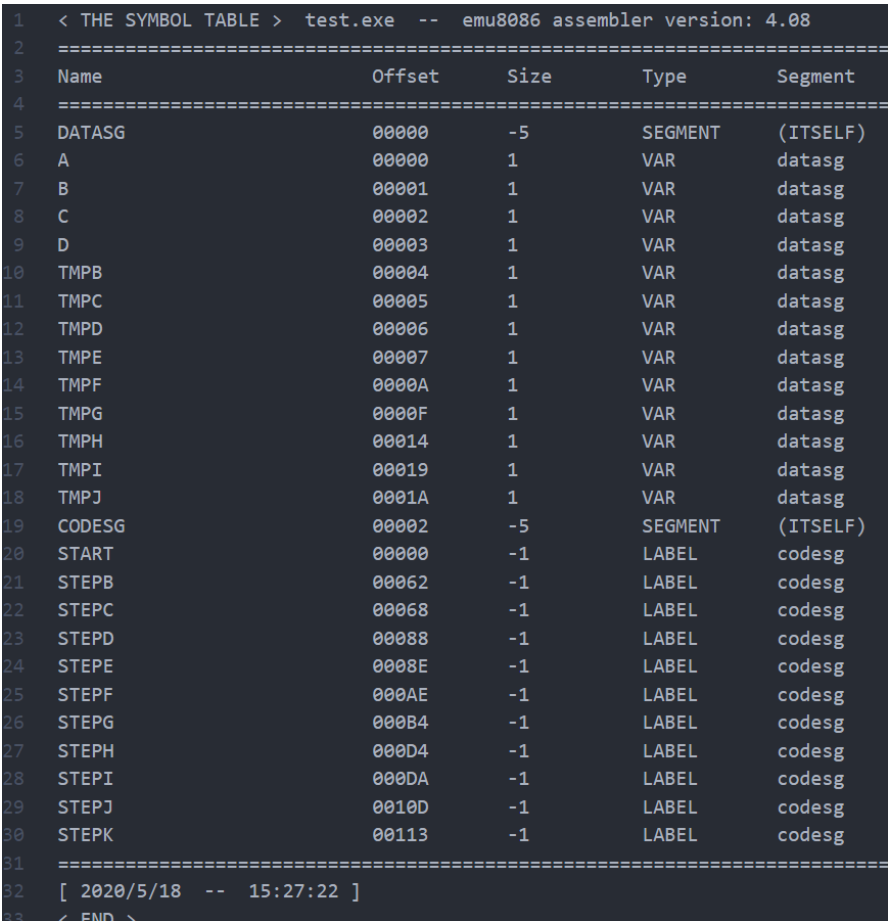 1 < THE SYMBOL TABLE > test.exe -- emu8086 assembler version: 4.08
2 ==========================================================================
3 Name Offset Size Type Segment
4 ==========================================================================
5 DATASG 00000 -5 SEGMENT (ITSELF)
6 A 00000 1 VAR datasg
7 B 00001 1 VAR datasg
8 C 00002 1 VAR datasg
9 D 00003 1 VAR datasg
10 TMPB 00004 1 VAR datasg
11 TMPC 00005 1 VAR datasg
12 TMPD 00006 1 VAR datasg
13 TMPE 00007 1 VAR datasg
14 TMPF 0000A 1 VAR datasg
15 TMPG 0000F 1 VAR datasg
16 TMPH 00014 1 VAR datasg
17 TMPI 00019 1 VAR datasg
18 TMPJ 0001A 1 VAR datasg
19 CODESG 00002 -5 SEGMENT (ITSELF)
20 START 00000 -1 LABEL codesg
21 STEPB 00062 -1 LABEL codesg
22 STEPC 00068 -1 LABEL codesg
23 STEPD 00088 -1 LABEL codesg
24 STEPE 0008E -1 LABEL codesg
25 STEPF 000AE -1 LABEL codesg
26 STEPG 000B4 -1 LABEL codesg
27 STEPH 000D4 -1 LABEL codesg
28 STEPI 000DA -1 LABEL codesg
29 STEPJ 0010D -1 LABEL codesg
30 STEPK 00113 -1 LABEL codesg
31 ==========================================================================
32 [ 2020/5/18 -- 15:27:22 ]
33 < END >